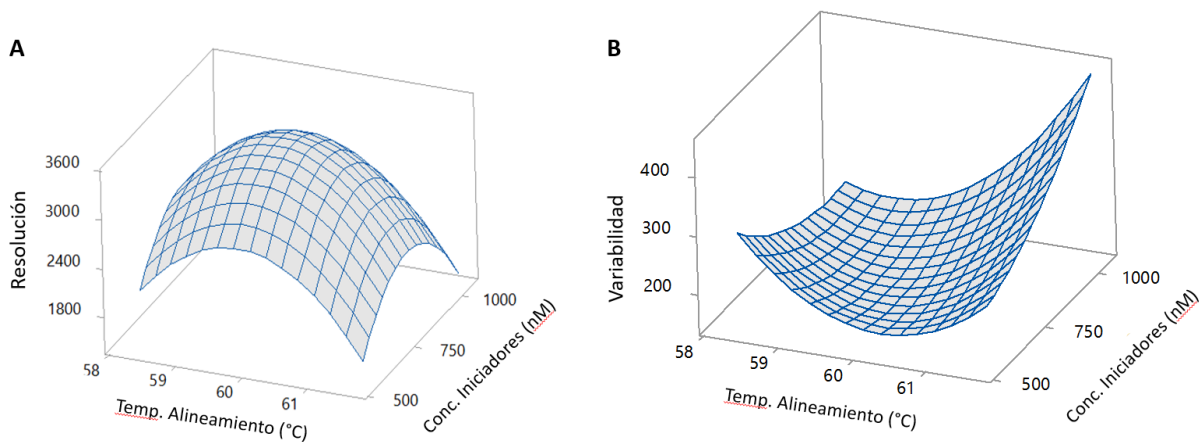 A
Resolución
3600
3000
2400
1800
58
59
60
61
Temp. Alineamiento (°C)
500
750
1000
Conc. Iniciadores (nM)
B
Variabilidad
400
300
200
58
59
60
61
Temp. Alineamiento (°C)
500
750
1000
Conc. Iniciadores (nM)